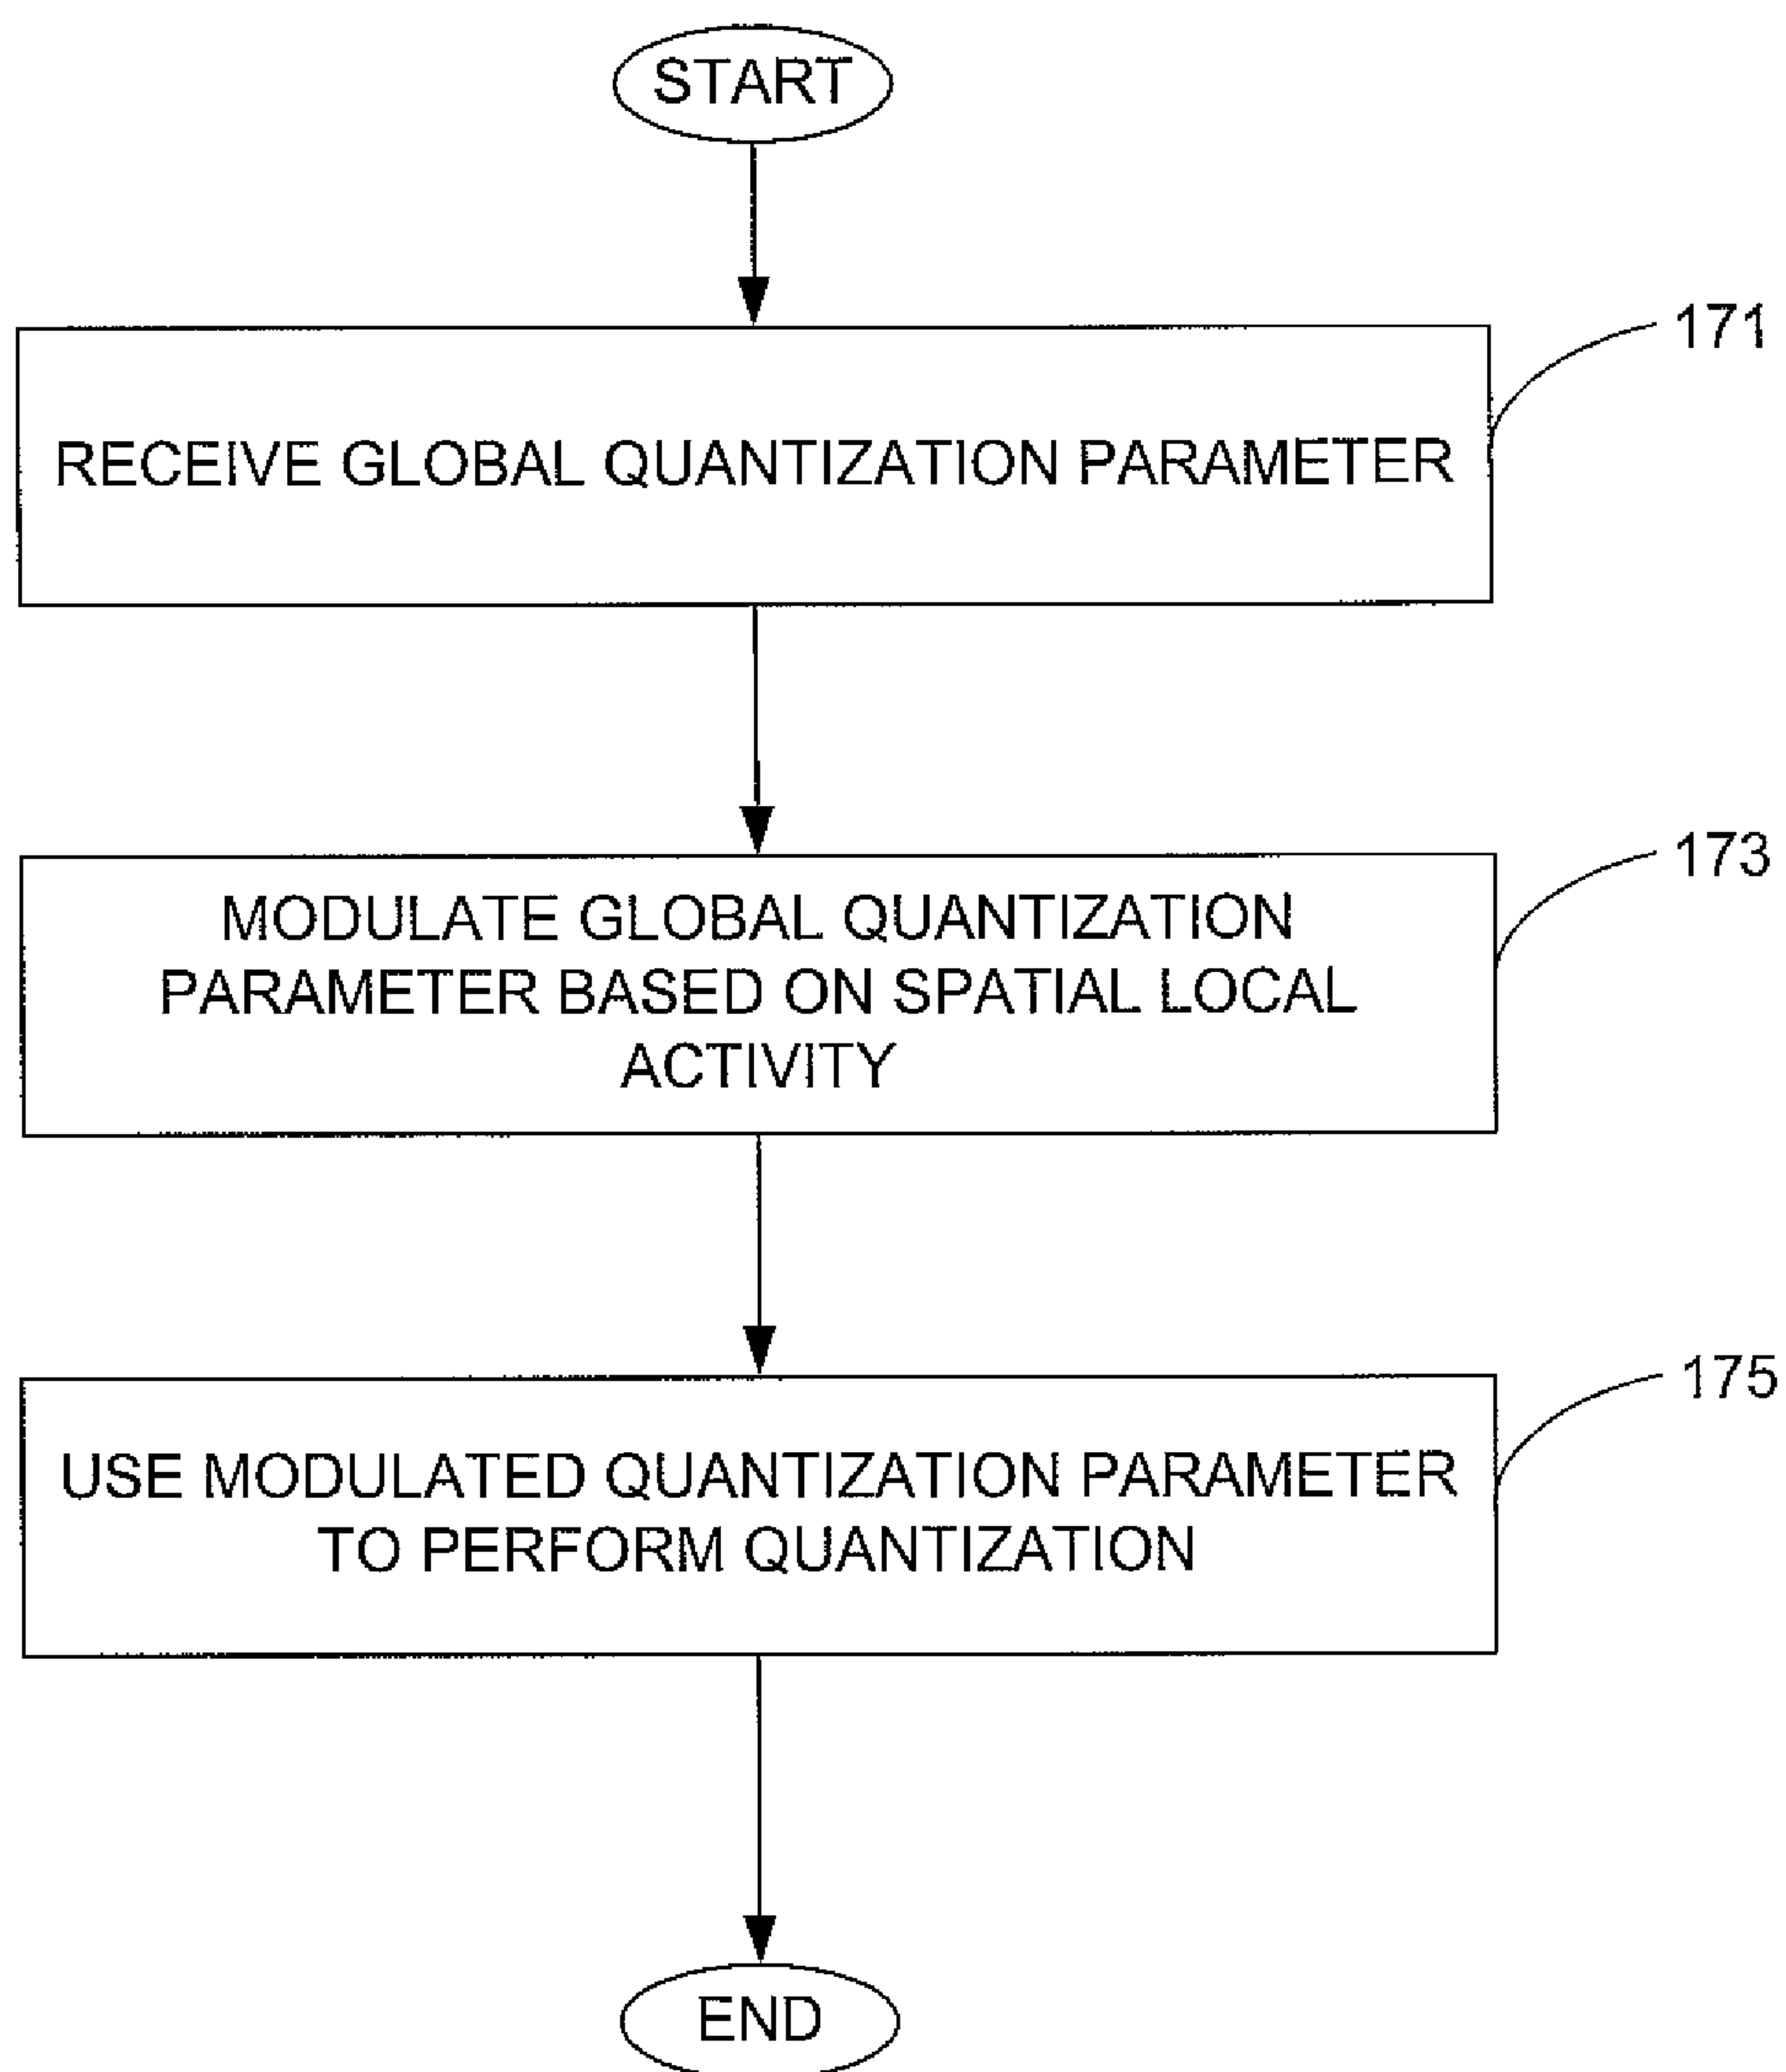 START
171
RECEIVE GLOBAL QUANTIZATION PARAMETER
173
MODULATE GLOBAL QUANTIZATION
PARAMETER BASED ON SPATIAL LOCAL
ACTIVITY
175
USE MODULATED QUANTIZATION PARAMETER
TO PERFORM QUANTIZATION
END